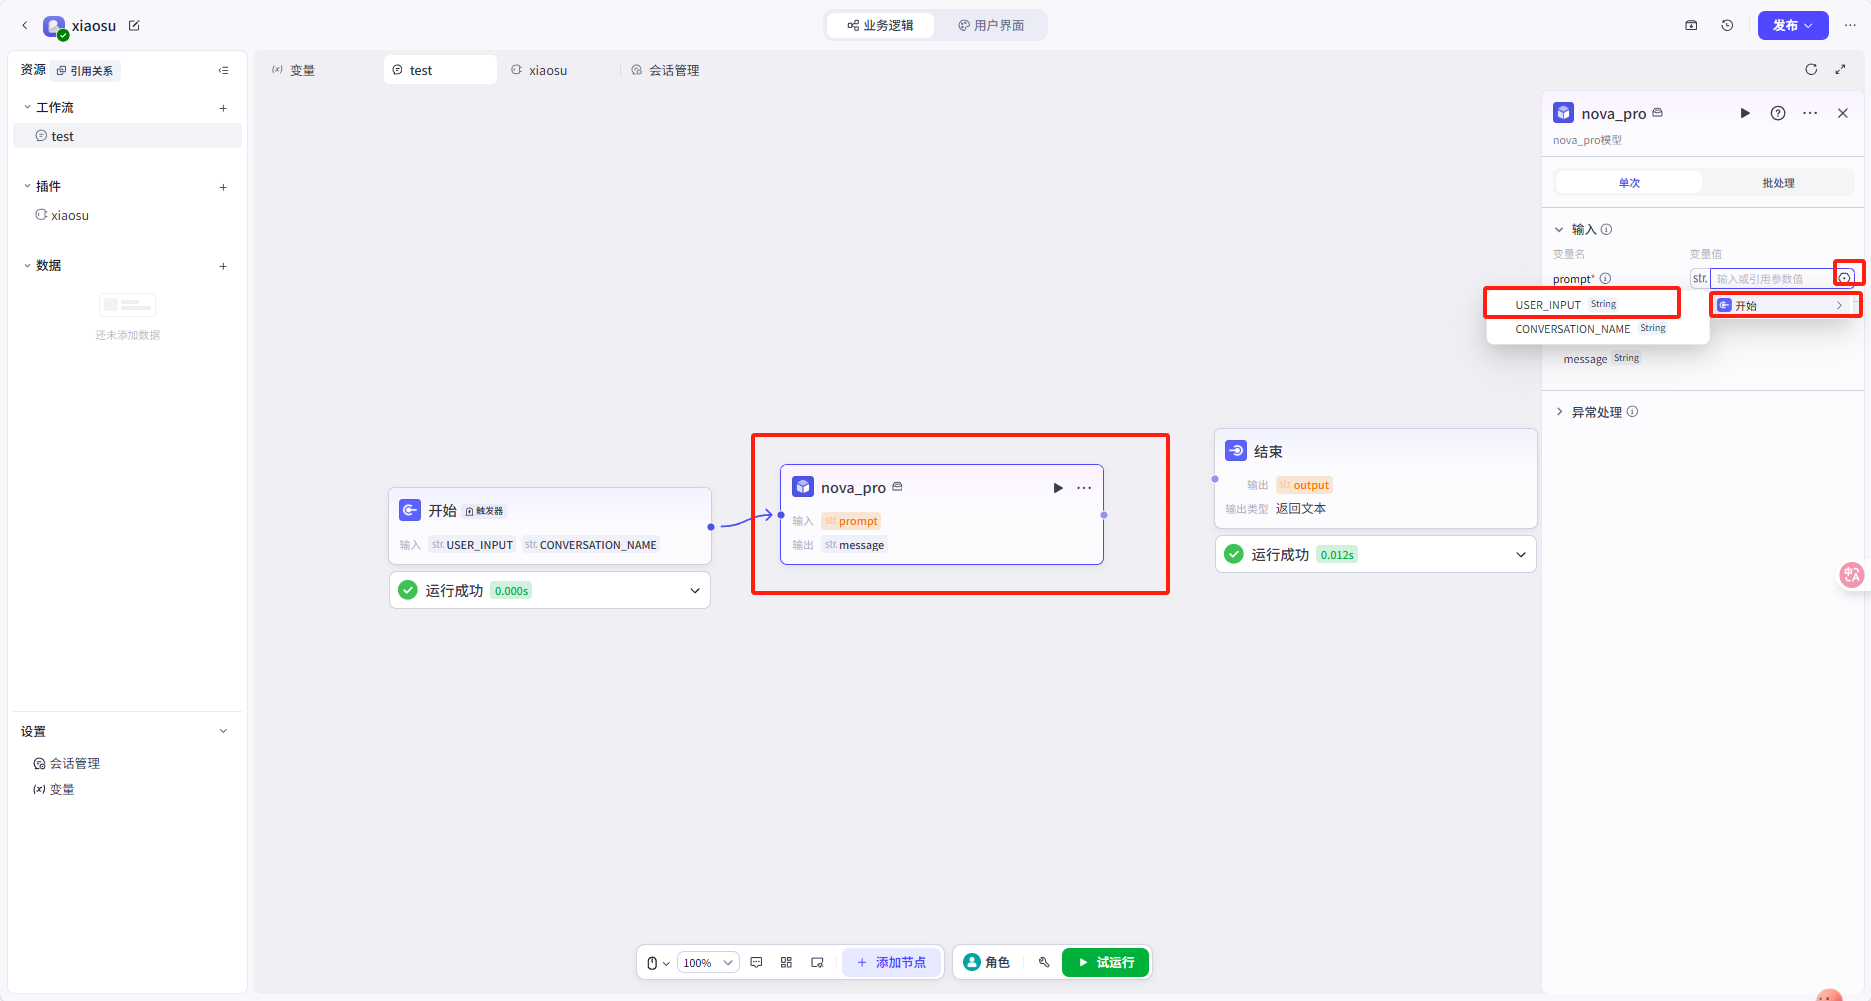 xiaosu
业务逻辑
用户界面
发布
资源
引用关系
工作流
test
插件
xiaosu
数据
还未添加数据
设置
会话管理
(x) 变量
(x) 变量
test
xiaosu
会话管理
开始
触发器
输入 str. USER_INPUT str. CONVERSATION_NAME
运行成功 0.000s
nova_pro
输入 str. prompt
输出 str. message
结束
输出 str. output
输出类型 返回文本
运行成功 0.012s
nova_pro
nova_pro模型
单次
批处理
输入
变量名 变量值
prompt* str. 输入或引用参数值
开始
USER_INPUT String
CONVERSATION_NAME String
message String
异常处理
100%
添加节点
角色
试运行
中A